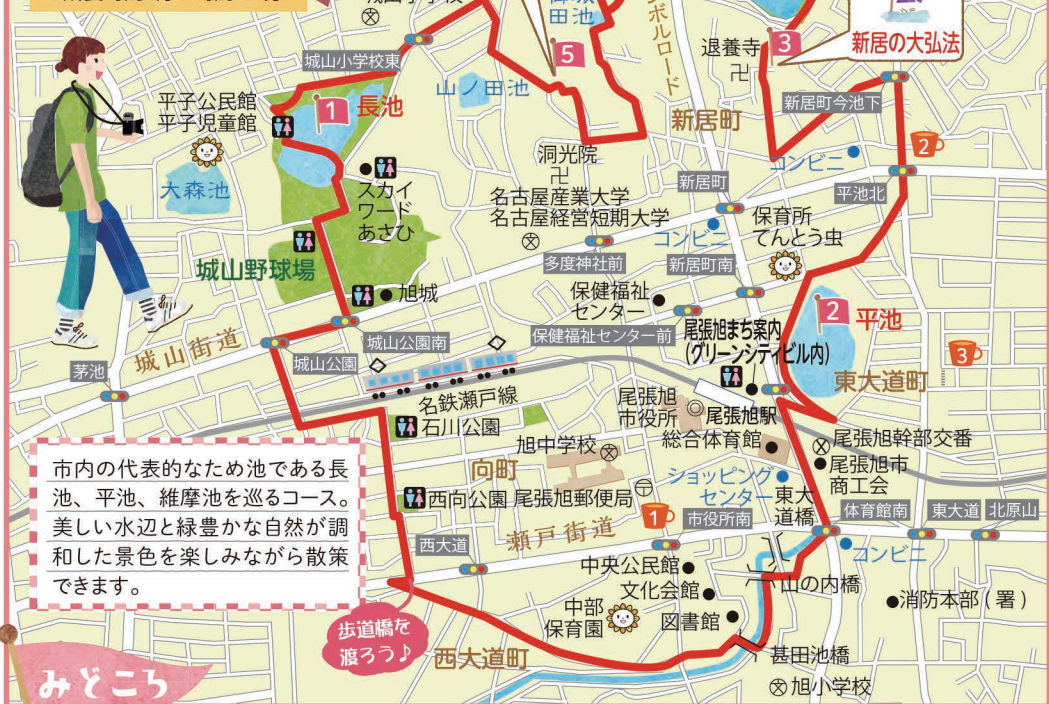 御城
田池
ンボルロード
退養寺
3
新居の大弘法
城山小学校東
5
山ノ田池
1
長池
平子公民館
平子児童館
大森池
新居町
新居町今池下
コンビニ
2
平池北
洞光院
スカイ
ワード
あさひ
名古屋産業大学
名古屋経営短期大学
新居町
コンビニ
保育所
てんとう虫
多度神社前
新居町南
城山野球場
旭城
保健福祉
センター
2
平池
城山街道
城山公園南
保健福祉センター前
尾張旭まち案内
(グリーンシティビル内)
3
茅池
城山公園
東大道町
名鉄瀬戸線
石川公園
尾張旭
市役所
尾張旭駅
総合体育館
旭中学校
尾張旭幹部交番
尾張旭市
商工会
向町
ショッピング
センター
西向公園
尾張旭郵便局
東大
道橋
1
市役所南
体育館南
東大道
北原山
瀬戸街道
西大道
コンビニ
市内の代表的なため池である長
池、平池、維摩池を巡るコース。
美しい水辺と緑豊かな自然が調
和した景色を楽しみながら散策
できます。
中央公民館
文化会館
図書館
山の内橋
消防本部(署)
中部
保育園
歩道橋を
渡ろう♪
西大道町
甚田池橋
旭小学校
みどころ